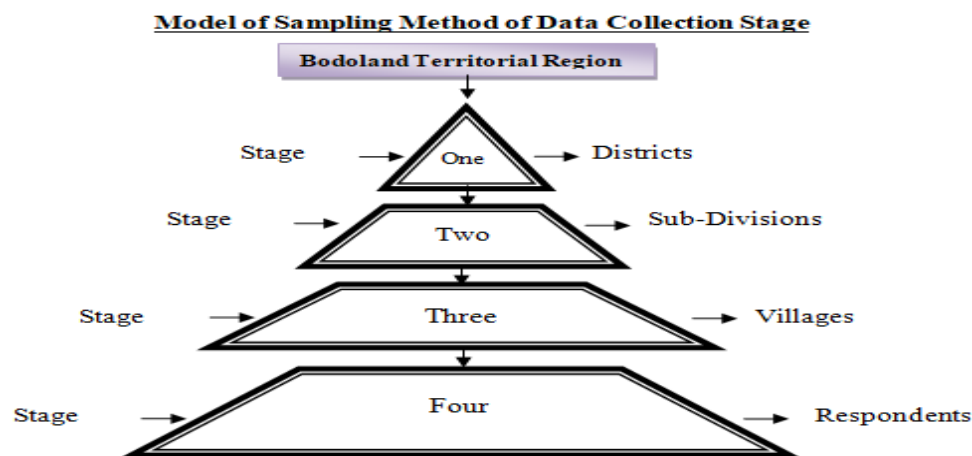 Model of Sampling Method of Data Collection Stage
Bodoland Territorial Region
Stage One Districts
Stage Two Sub-Divisions
Stage Three Villages
Stage Four Respondents